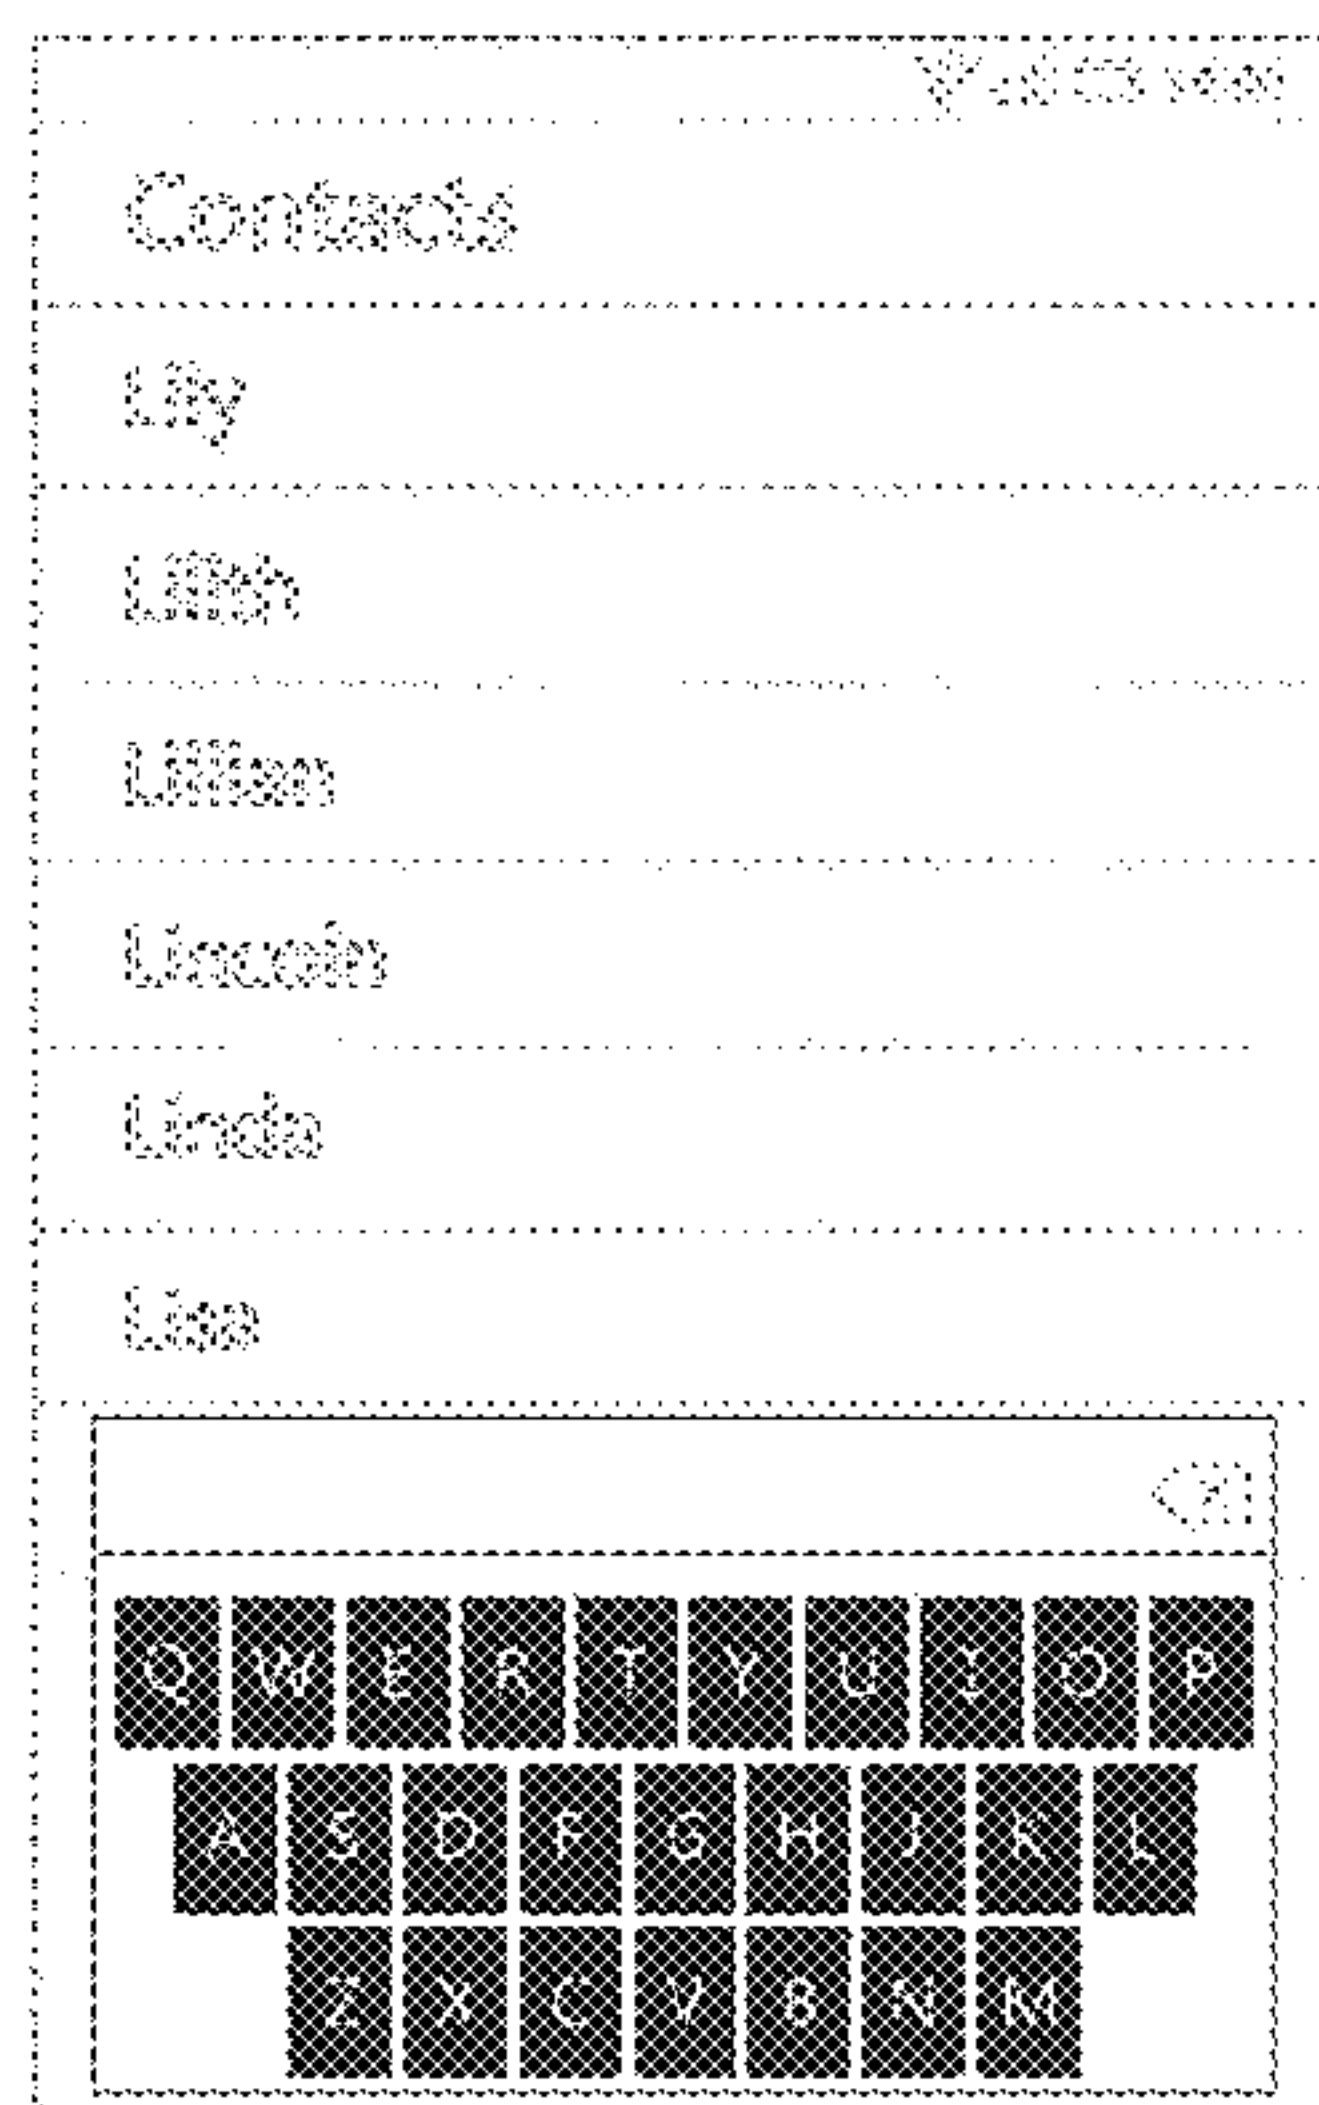 Contacts
Lily
Lilith
Lillian
Lincoln
Linda
Lisa
Q W E R T Y U I O P
A S D F G H J K L
Z X C V B N M